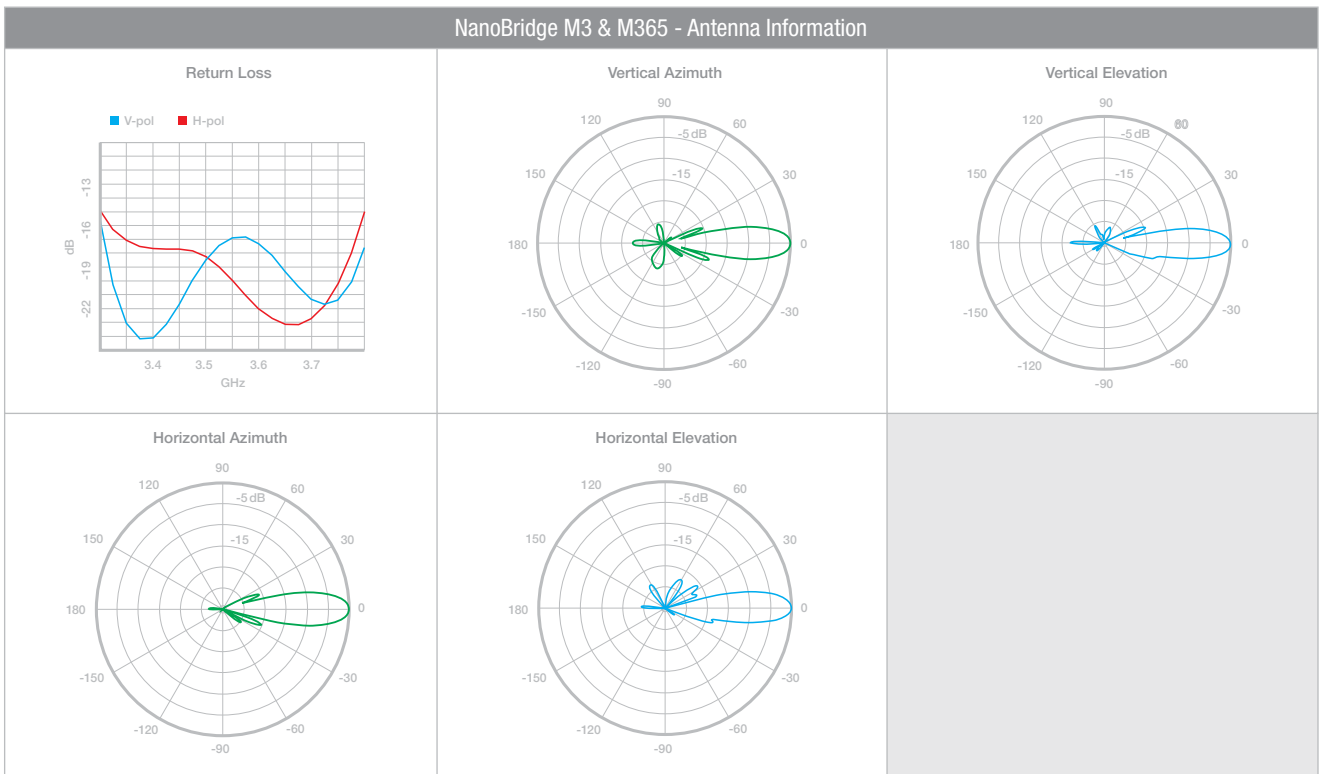 NanoBridge M3 & M365 - Antenna Information
Return Loss
V-pol H-pol
-13
-16
-19
-22
dB
3.4 3.5 3.6 3.7
GHz
Vertical Azimuth
90
120 60
-5 dB
150 30
-15
180 0
-150 -30
-120 -60
-90
Vertical Elevation
90
120
-5 dB
150 30
-15
180 0
-150 -30
-120 -60
-90
Horizontal Azimuth
90
120 60
-5 dB
150 30
-15
180 0
-150 -30
-120 -60
-90
Horizontal Elevation
90
120 60
-5 dB
150 30
-15
180 0
-150 -30
-120 -60
-90